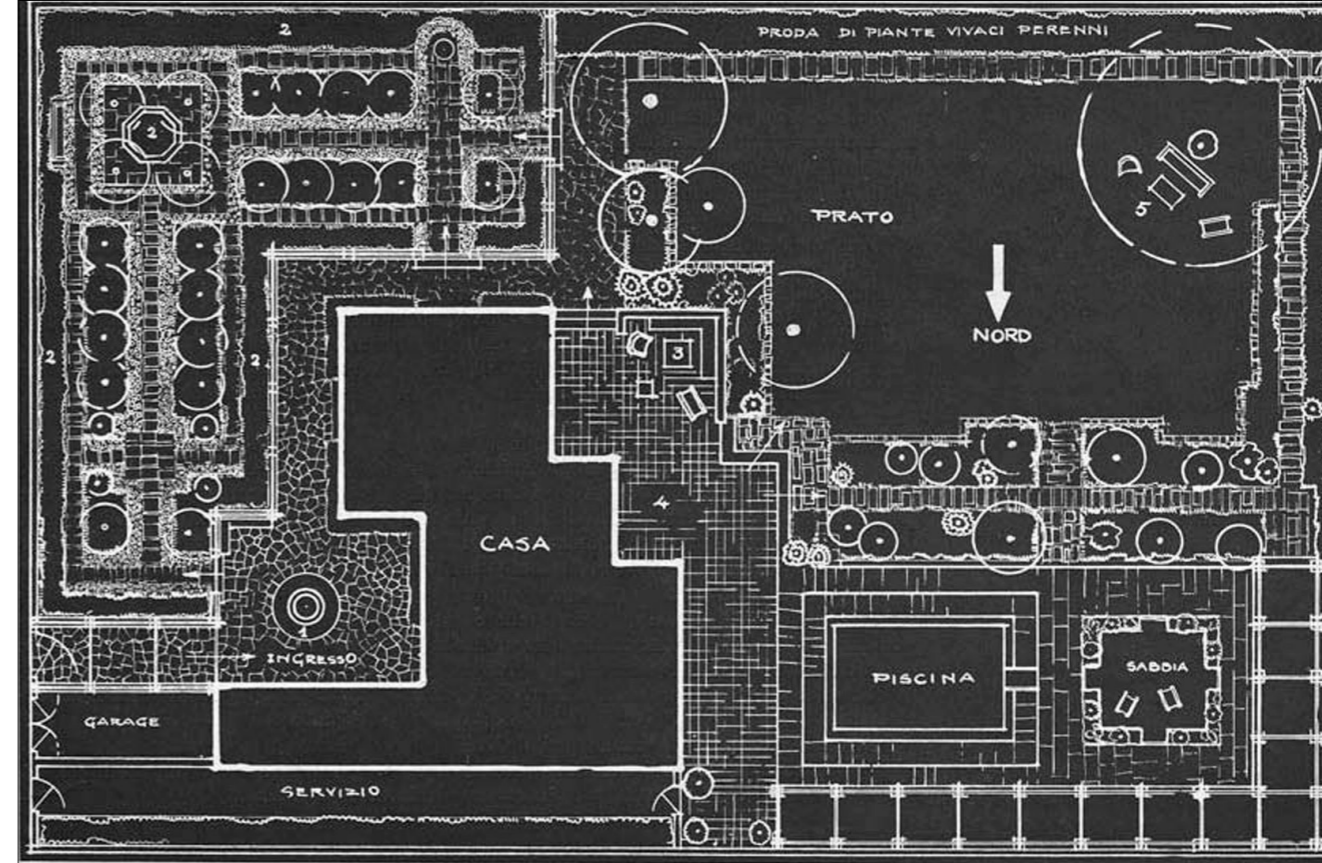 2
PRODA DI PIANTE VIVACI PERENNI
2
5
PRATO
NORD
3
2
2
4
CASA
1
INGRESSO
SABBIA
PISCINA
GARAGE
SERVIZIO